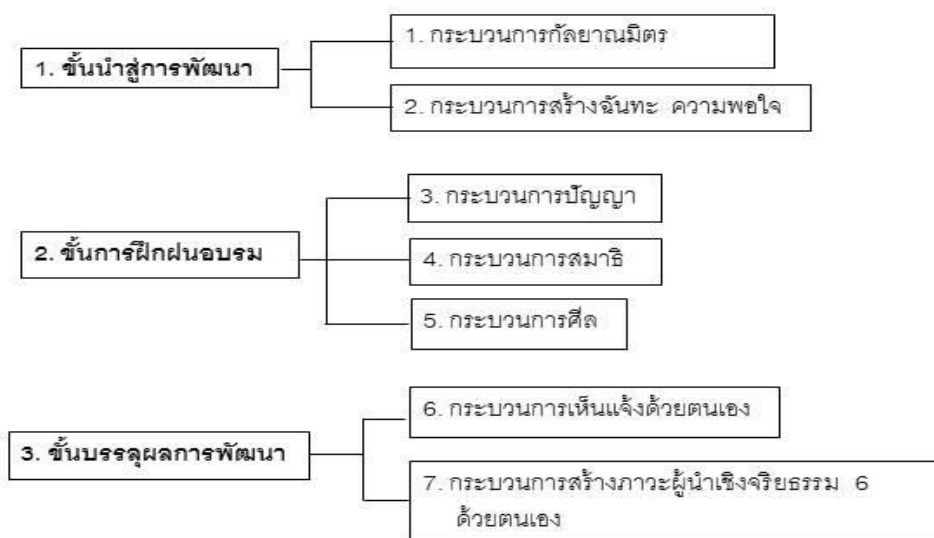 1. ขั้นนำสู่การพัฒนา
1. กระบวนการกัลยาณมิตร
2. กระบวนการสร้างฉันทะ ความพอใจ
2. ขั้นการฝึกฝนอบรม
3. กระบวนการปัญญา
4. กระบวนการสมาธิ
5. กระบวนการศีล
3. ขั้นบรรลุผลการพัฒนา
6. กระบวนการเห็นแจ้งด้วยตนเอง
7. กระบวนการสร้างภาวะผู้นำเชิงจริยธรรม 6
ด้วยตนเอง